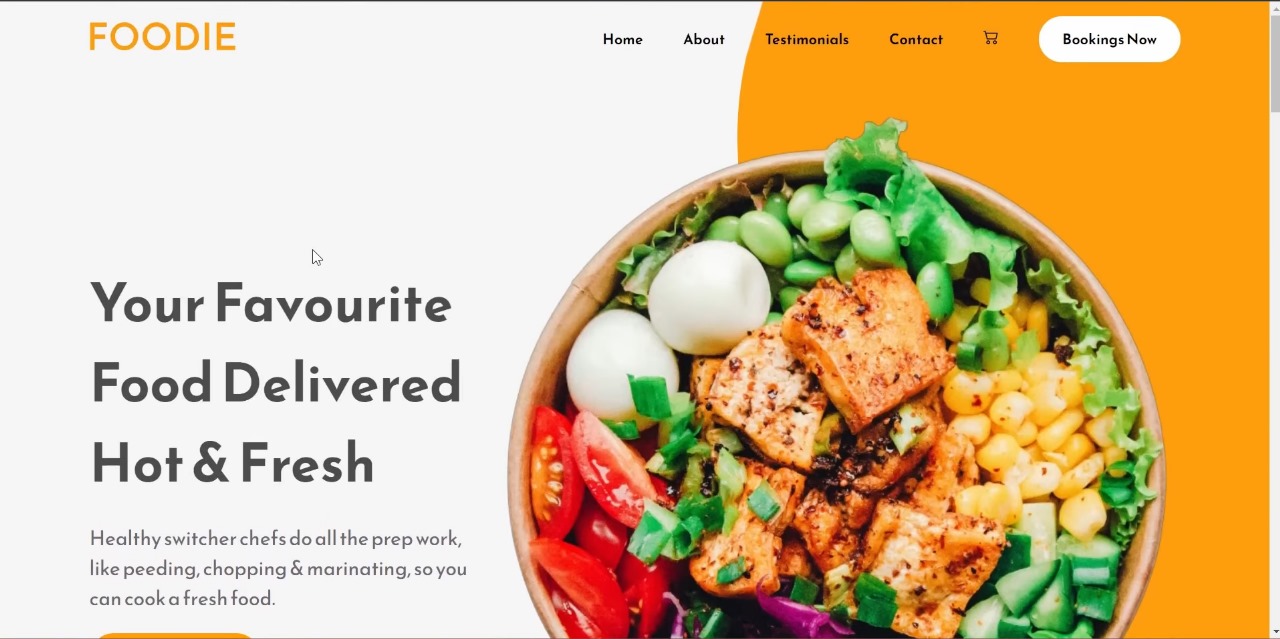 FOODIE
Home About Testimonials Contact Bookings Now
Your Favourite
Food Delivered
Hot & Fresh
Healthy switcher chefs do all the prep work,
like peeding, chopping & marinating, so you
can cook a fresh food.